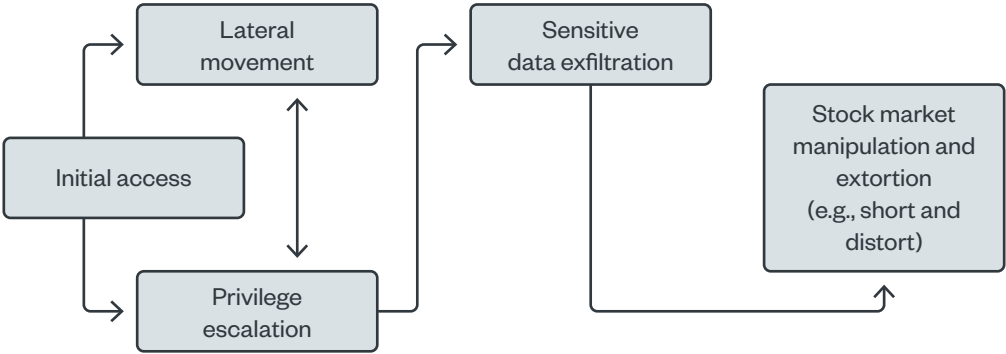 Lateral
movement
Initial access
Privilege
escalation
Sensitive
data exfiltration
Stock market
manipulation and
extortion
(e.g., short and
distort)